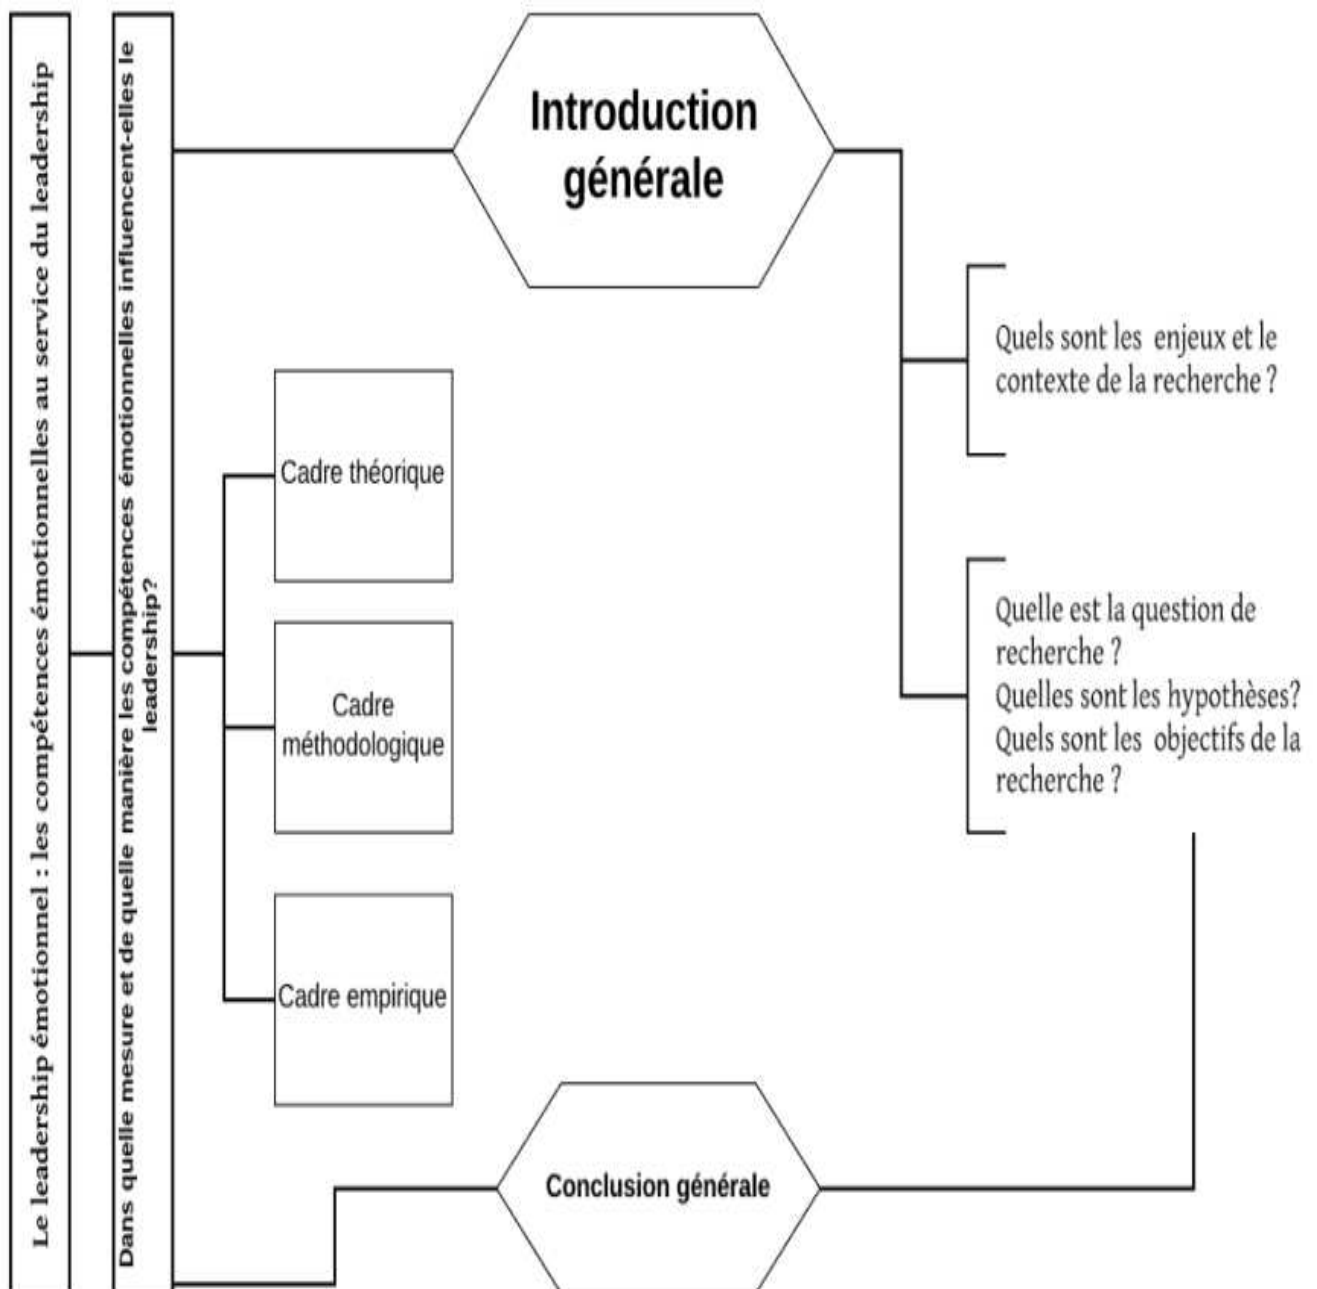 Le leadership émotionnel : les compétences émotionnelles au service du leadership
Dans quelle mesure et de quelle manière les compétences émotionnelles influencent-elles le
leadership?
Introduction
générale
Quels sont les enjeux et le
contexte de la recherche ?
Cadre théorique
Quelle est la question de
recherche ?
Quelles sont les hypothèses?
Quels sont les objectifs de la
recherche ?
Cadre
méthodologique
Cadre empirique
Conclusion générale